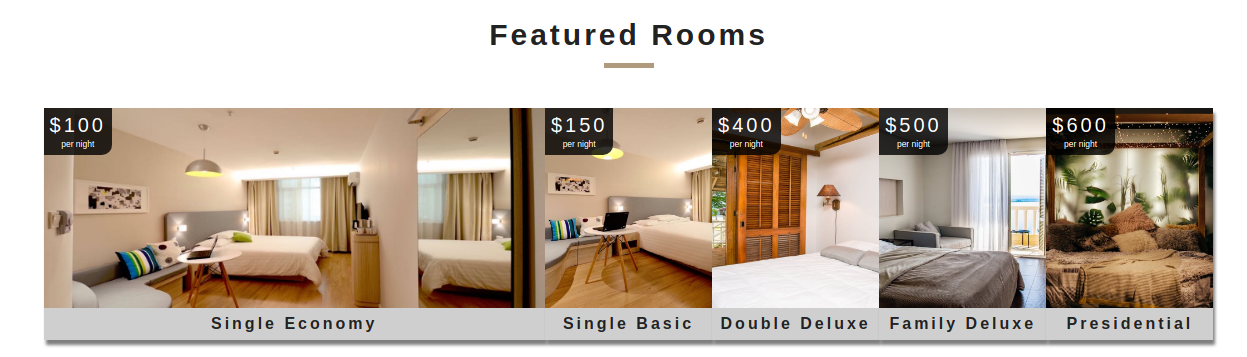 Featured Rooms
$100
per night
$150
per night
$400
per night
$500
per night
$600
per night
Single Economy
Single Basic
Double Deluxe
Family Deluxe
Presidential